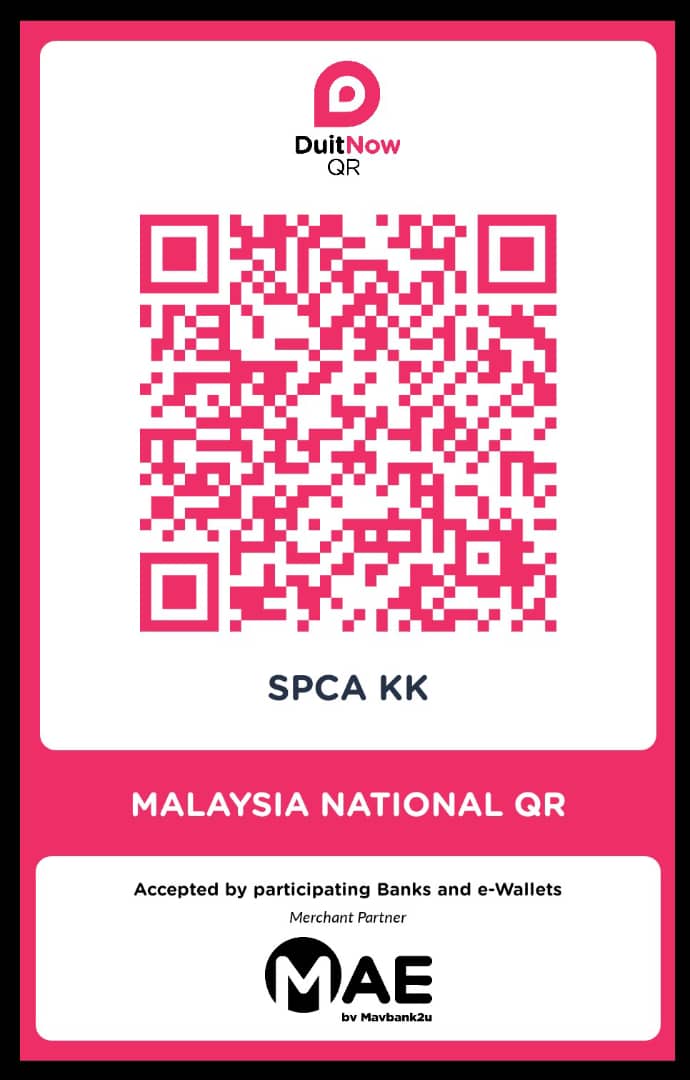 DuitNow
QR
SPCA KK
MALAYSIA NATIONAL QR
Accepted by participating Banks and e-Wallets
Merchant Partner
MAE
by Maybank2u